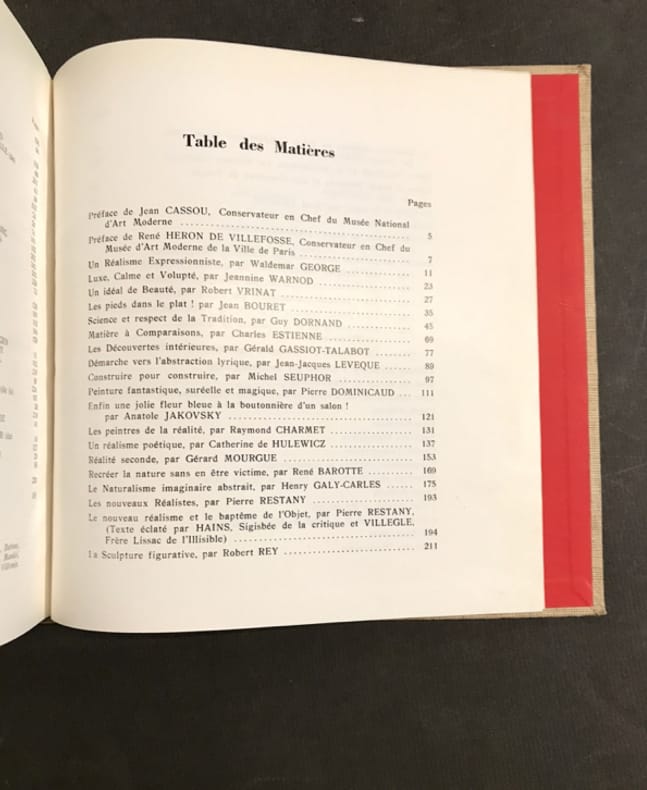 Table des Matières
Pages
Préface de Jean CASSOU, Conservateur en Chef du Musée National
d'Art Moderne ........ 5
Préface de René HERON DE VILLEFOSSE, Conservateur en Chef du
Musée d'Art Moderne de la Ville de Paris ........ 7
Un Réalisme Expressionniste, par Waldemar GEORGE ........ 11
Luxe, Calme et Volupté, par Jeannine WARNOD ........ 23
Un idéal de Beauté, par Robert VRINAT ........ 27
Les pieds dans le plat ! par Jean BOURET ........ 35
Science et respect de la Tradition, par Guy DORNAND ........ 45
Matière à Comparaisons, par Charles ESTIENNE ........ 69
Les Découvertes intérieures, par Gérald GASSIOT-TALABOT ........ 77
Démarche vers l'abstraction lyrique, par Jean-Jacques LEVEQUE ........ 89
Construire pour construire, par Michel SEUPHOR ........ 97
Peinture fantastique, suréelle et magique, par Pierre DOMINICAUD ... 111
Enfin une jolie fleur bleue à la boutonnière d'un salon !
par Anatole JAKOVSKY ........ 121
Les peintres de la réalité, par Raymond CHARMET ........ 131
Un réalisme poétique, par Catherine de HULEWICZ ........ 137
Réalité seconde, par Gérard MOURGUE ........ 153
Recréer la nature sans en être victime, par René BAROTTE ........ 169
Le Naturalisme imaginaire abstrait, par Henry GALY-CARLES ...... 175
Les nouveaux Réalistes, par Pierre RESTANY ........ 193
Le nouveau réalisme et le baptême de l'Objet, par Pierre RESTANY,
(Texte éclaté par HAINS, Sigisbée de la critique et VILLEGLE,
Frère Lissac de l'Illisible) ........ 194
La Sculpture figurative, par Robert REY ........ 211